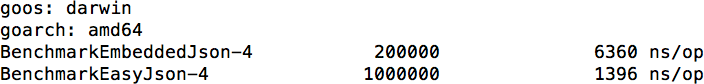 goos: darwin
goarch: amd64
BenchmarkEmbeddedJson-4 200000 6360 ns/op
BenchmarkEasyJson-4 1000000 1396 ns/op